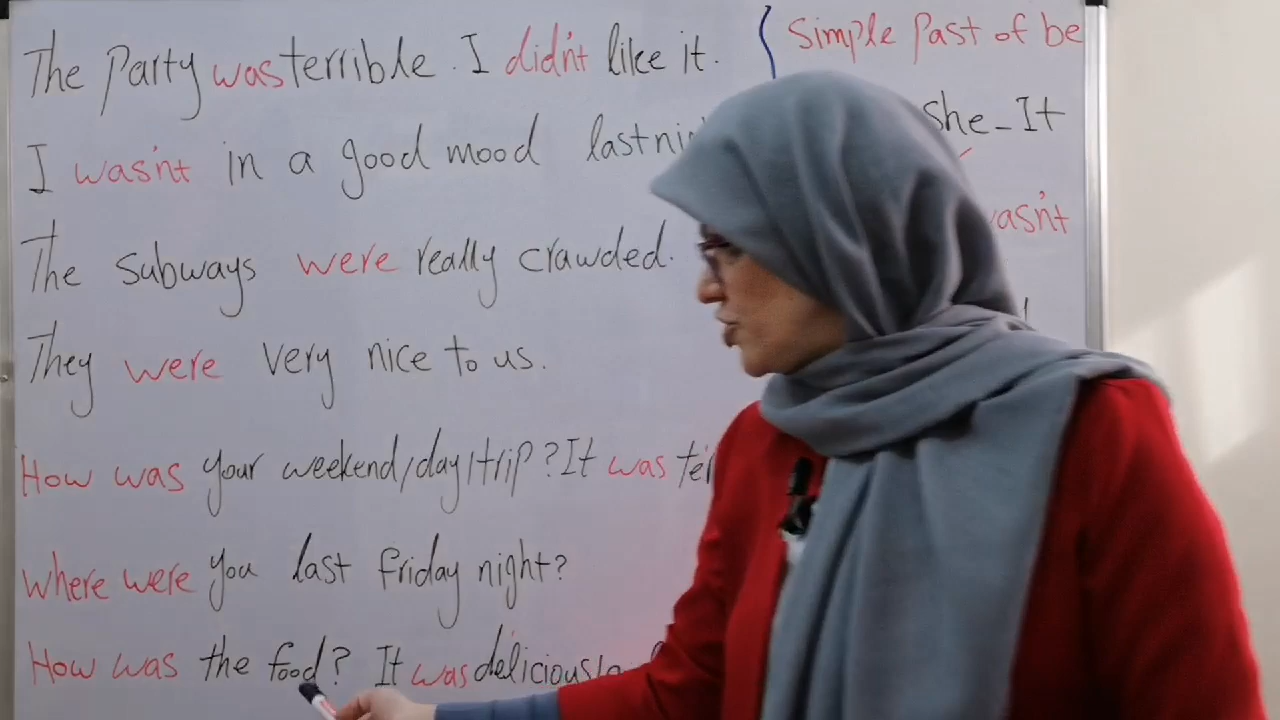 The Party was terrible. I didn't like it.
I wasn't in a good mood last
The subways were really crawded.
They were very nice to us.
How was your weekend/day/trip? It was
Where were you last friday night?
How was the food? It was delicious
Simple Past of be
she - It
wasn't